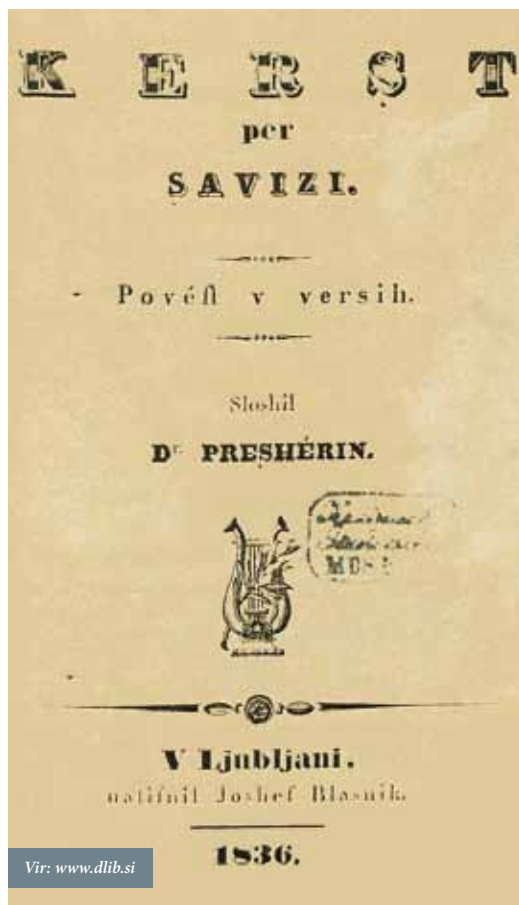 KERST
per
SAVIZI.
Povéſt v versih.
Sloshil
Dr. PRESHÉRIN.
V Ljubljani.
natiſnil Joshef Blasnik.
1836.
Vir: www.dlib.si